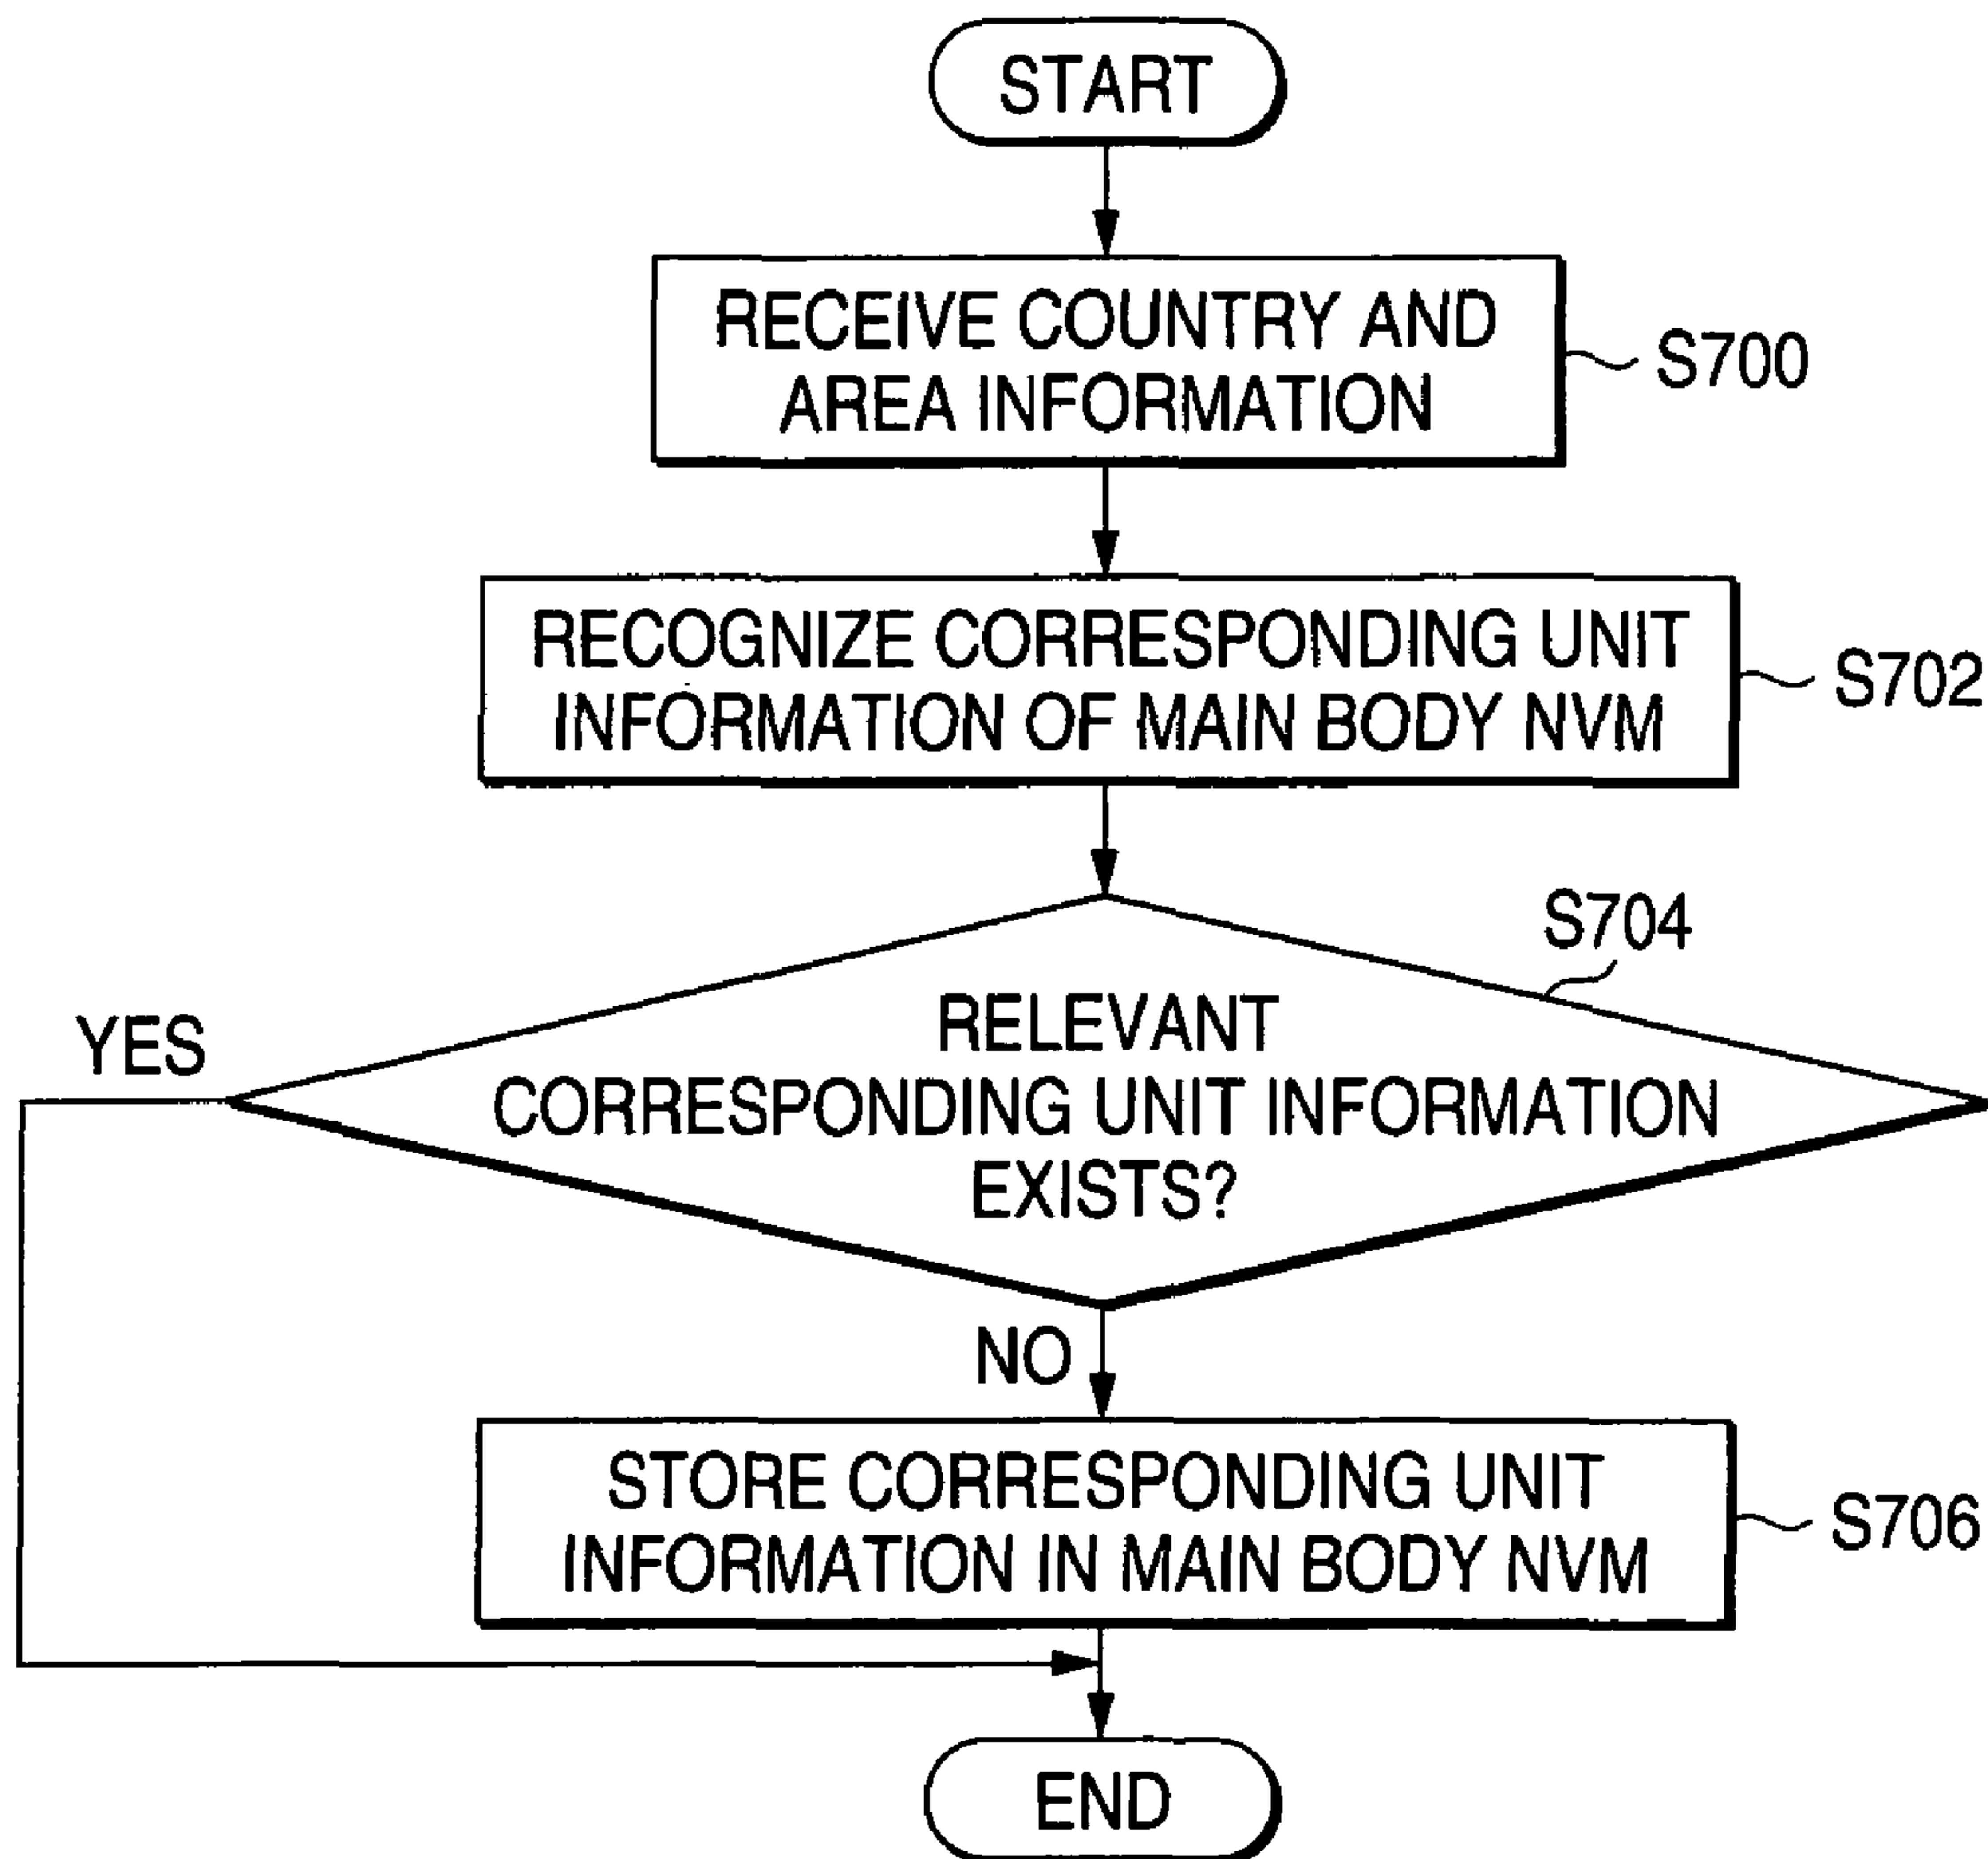 START
RECEIVE COUNTRY AND
AREA INFORMATION
S700
RECOGNIZE CORRESPONDING UNIT
INFORMATION OF MAIN BODY NVM
S702
S704
RELEVANT
CORRESPONDING UNIT INFORMATION
EXISTS?
YES
NO
STORE CORRESPONDING UNIT
INFORMATION IN MAIN BODY NVM
S706
END